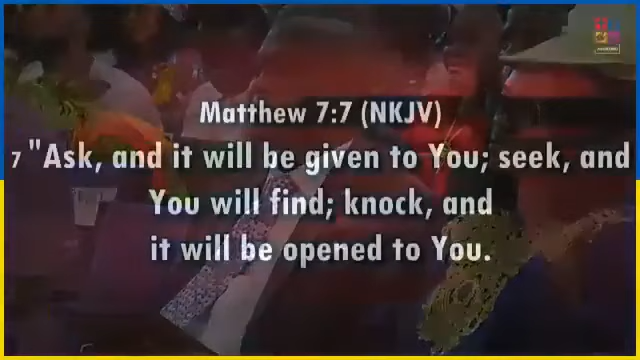 Matthew 7:7 (NKJV)
7 "Ask, and it will be given to You; seek, and
You will find; knock, and
it will be opened to You.